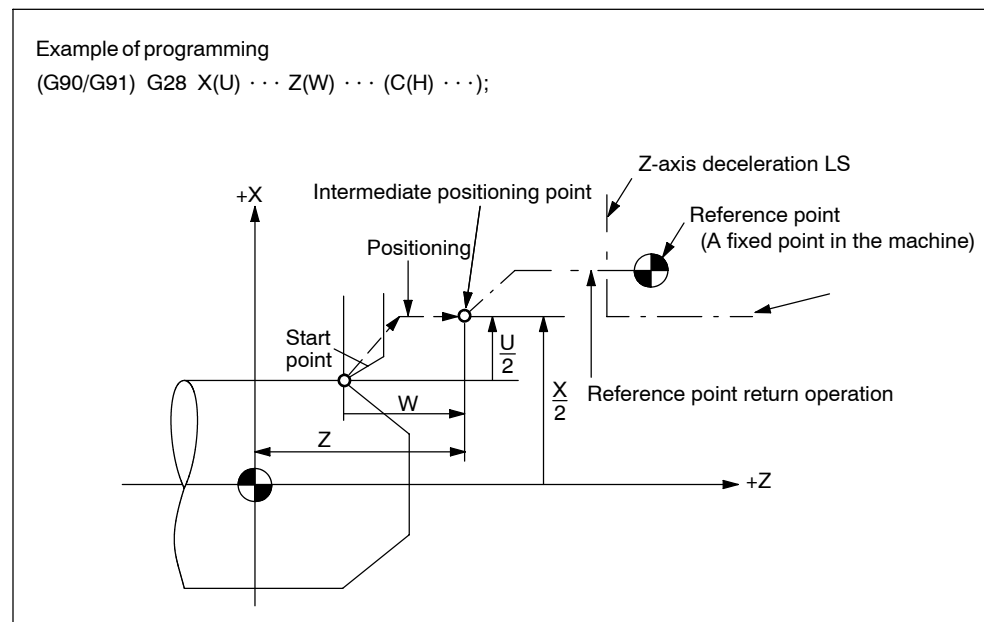 Example of programming
(G90/G91) G28 X(U) · · · Z(W) · · · (C(H) · · ·);
Z-axis deceleration LS
Intermediate positioning point
+X
Reference point
(A fixed point in the machine)
Positioning
Start
point
U
2
X
2
Reference point return operation
W
Z
+Z